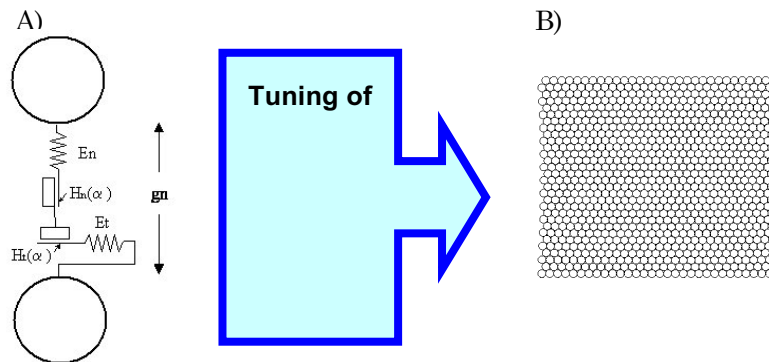 A)
B)
Tuning of
En
Hn(α)
gn
Et
Ht(α)